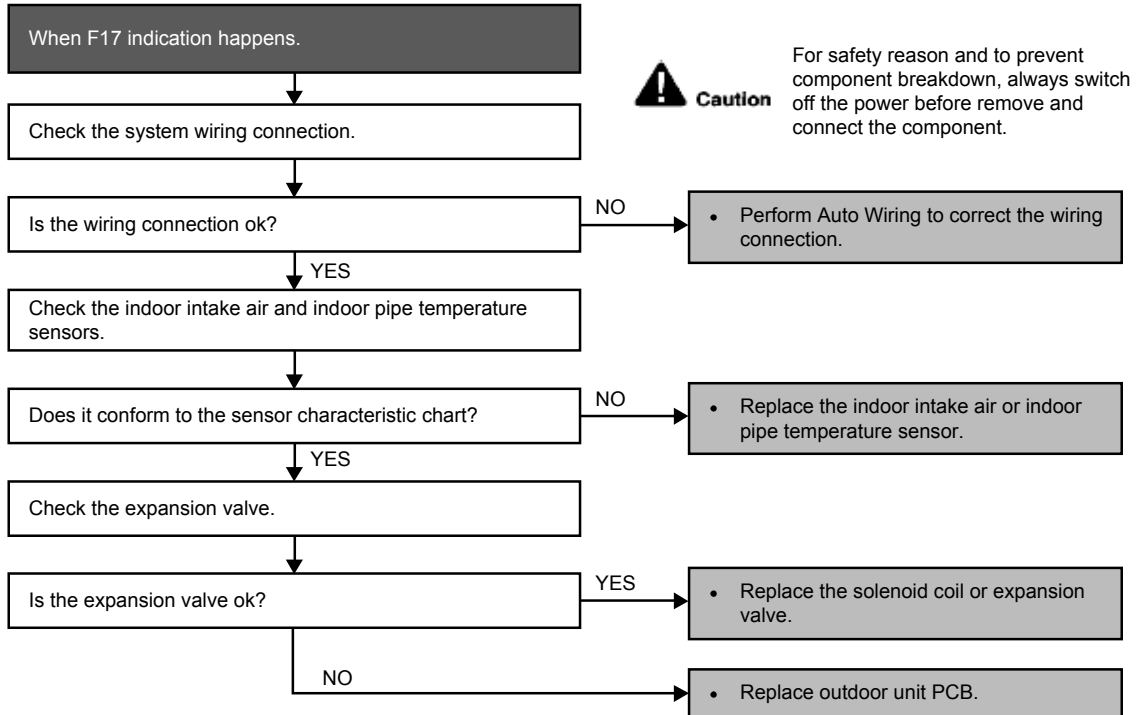 When F17 indication happens.
Caution
For safety reason and to prevent
component breakdown, always switch
off the power before remove and
connect the component.
Check the system wiring connection.
Is the wiring connection ok?
NO
• Perform Auto Wiring to correct the wiring
connection.
YES
Check the indoor intake air and indoor pipe temperature
sensors.
Does it conform to the sensor characteristic chart?
NO
• Replace the indoor intake air or indoor
pipe temperature sensor.
YES
Check the expansion valve.
Is the expansion valve ok?
YES
• Replace the solenoid coil or expansion
valve.
NO
• Replace outdoor unit PCB.